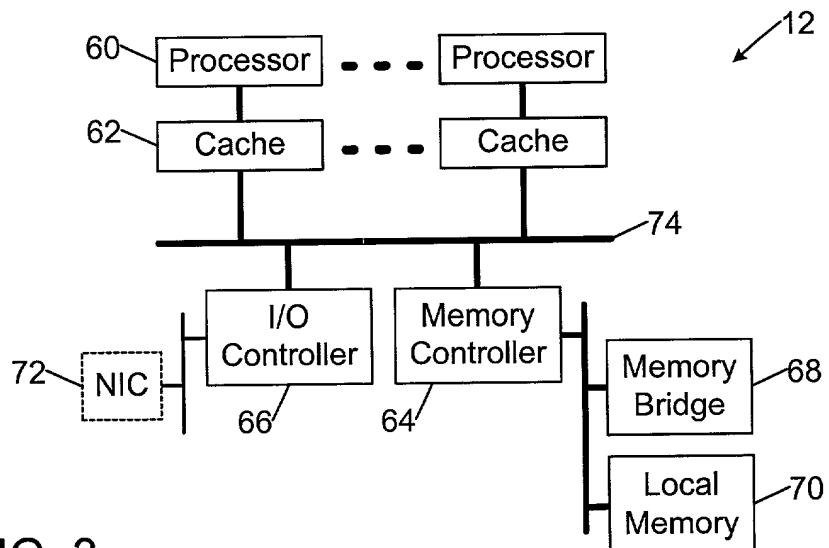 12
60
Processor
Processor
62
Cache
Cache
74
I/O
Controller
Memory
Controller
72
NIC
66
64
Memory
Bridge
68
Local
Memory
70